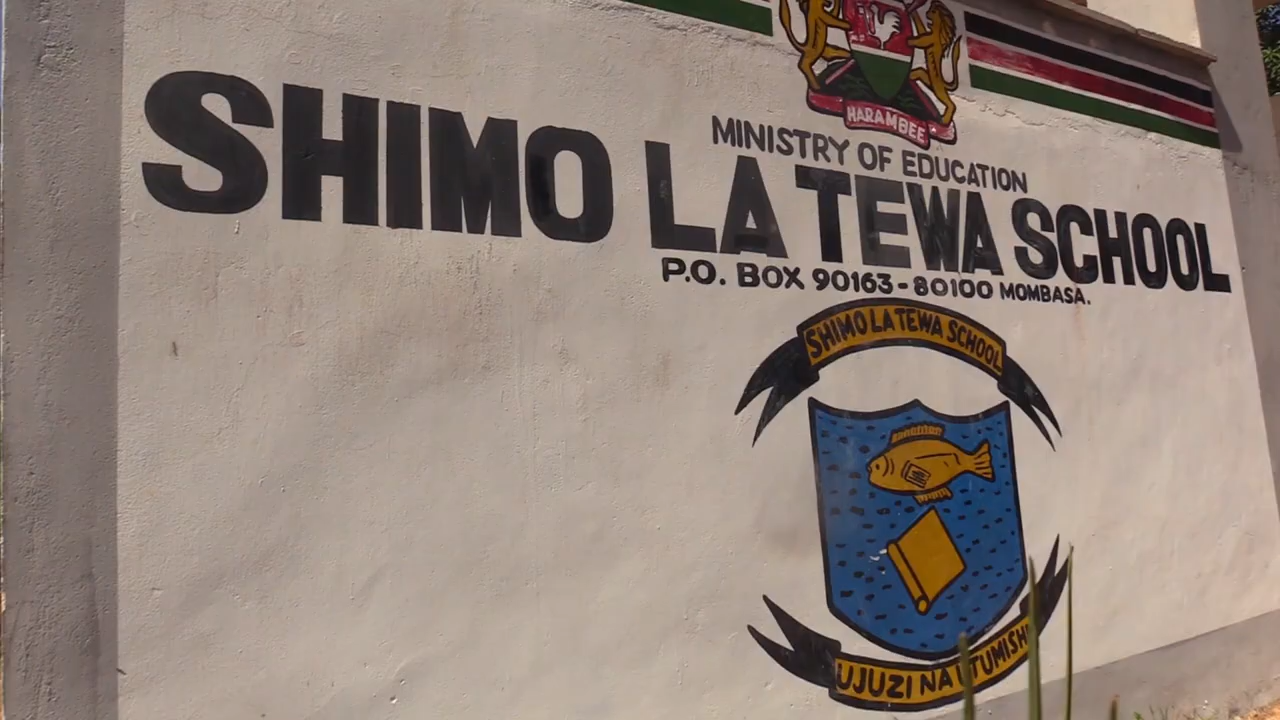 HARAMBEE
MINISTRY OF EDUCATION
SHIMO LA TEWA SCHOOL
P.O. BOX 90163-80100 MOMBASA.
SHIMO LA TEWA SCHOOL
UJUZI NA UTUMISHI